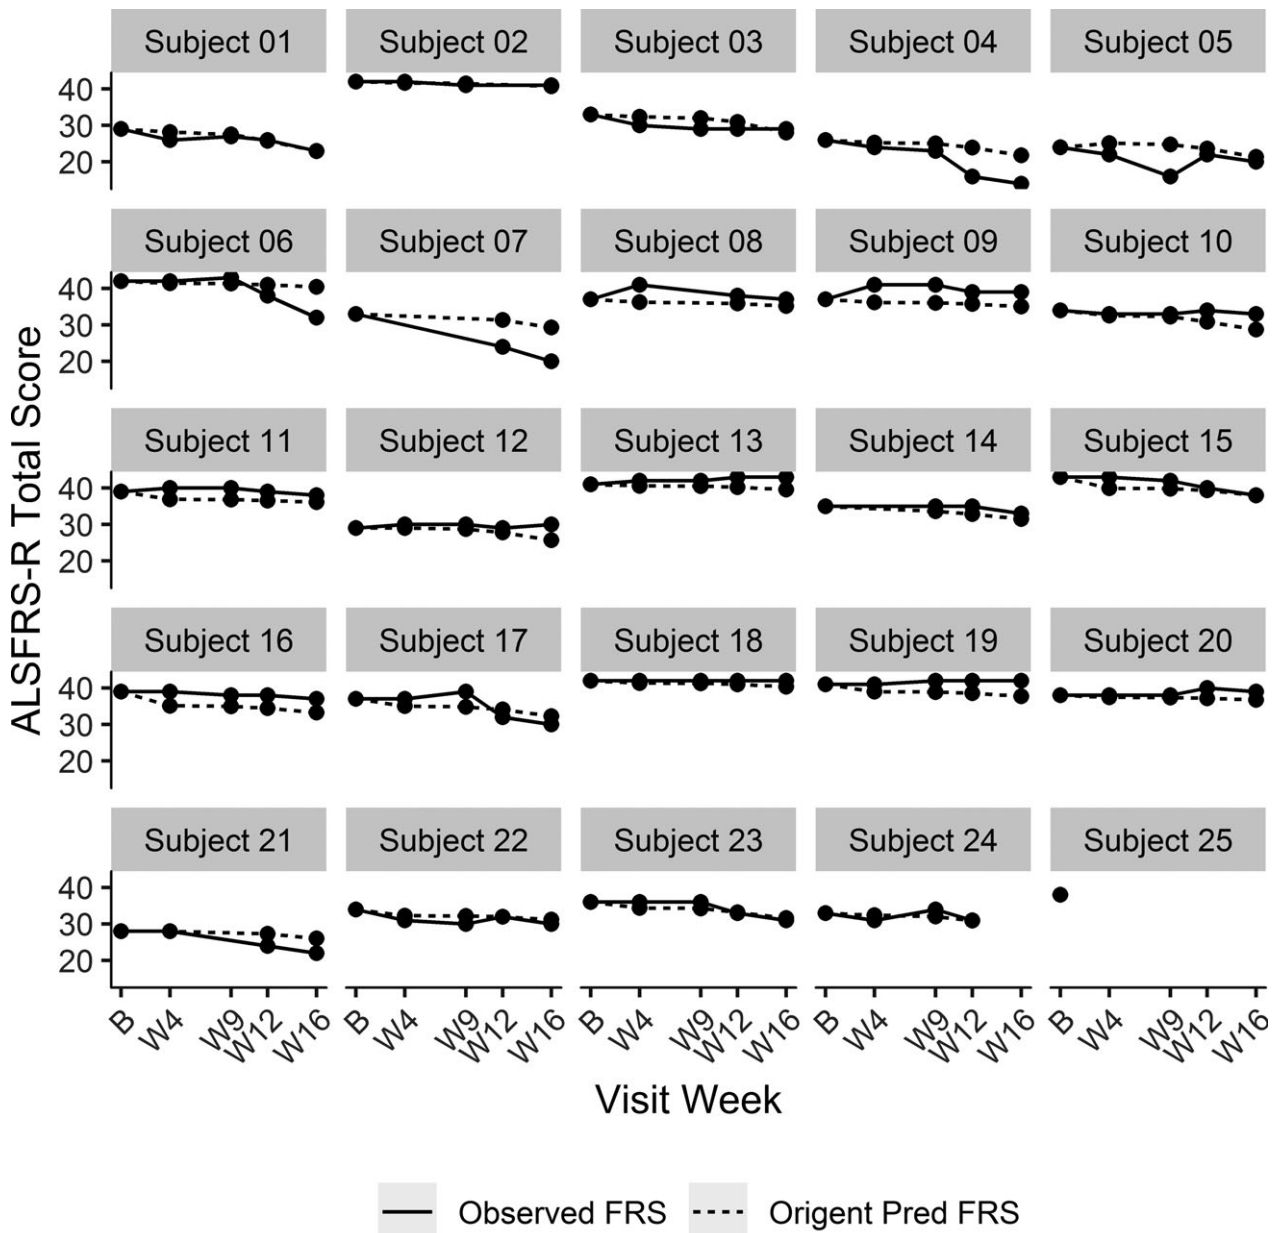 Subject 01 Subject 02 Subject 03 Subject 04 Subject 05
40
30
20
Subject 06 Subject 07 Subject 08 Subject 09 Subject 10
40
30
20
Subject 11 Subject 12 Subject 13 Subject 14 Subject 15
40
30
20
Subject 16 Subject 17 Subject 18 Subject 19 Subject 20
40
30
20
Subject 21 Subject 22 Subject 23 Subject 24 Subject 25
40
30
20
ALSFRS-R Total Score
B W4 W9 W12 W16 B W4 W9 W12 W16 B W4 W9 W12 W16 B W4 W9 W12 W16 B W4 W9 W12 W16
Visit Week
Observed FRS Origent Pred FRS